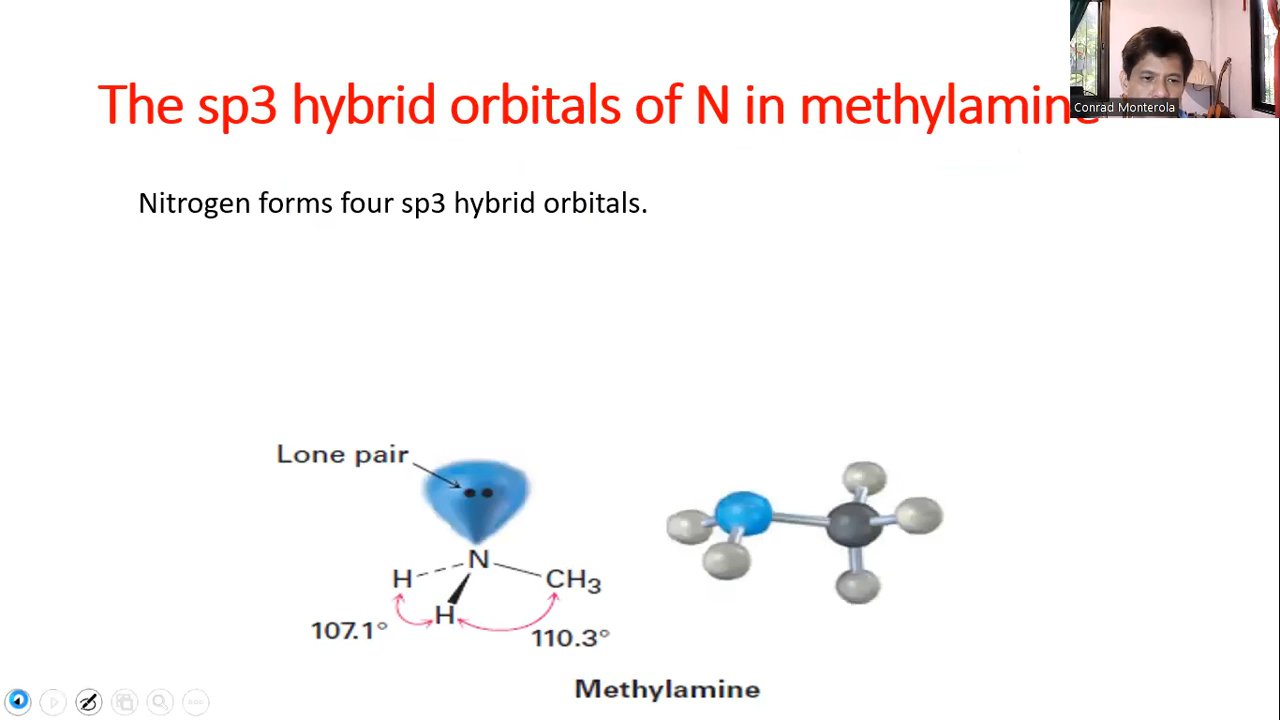 The sp3 hybrid orbitals of N in methylamine
Conrad Monterola
Nitrogen forms four sp3 hybrid orbitals.
Lone pair
N
H
CH₃
H
107.1°
110.3°
Methylamine